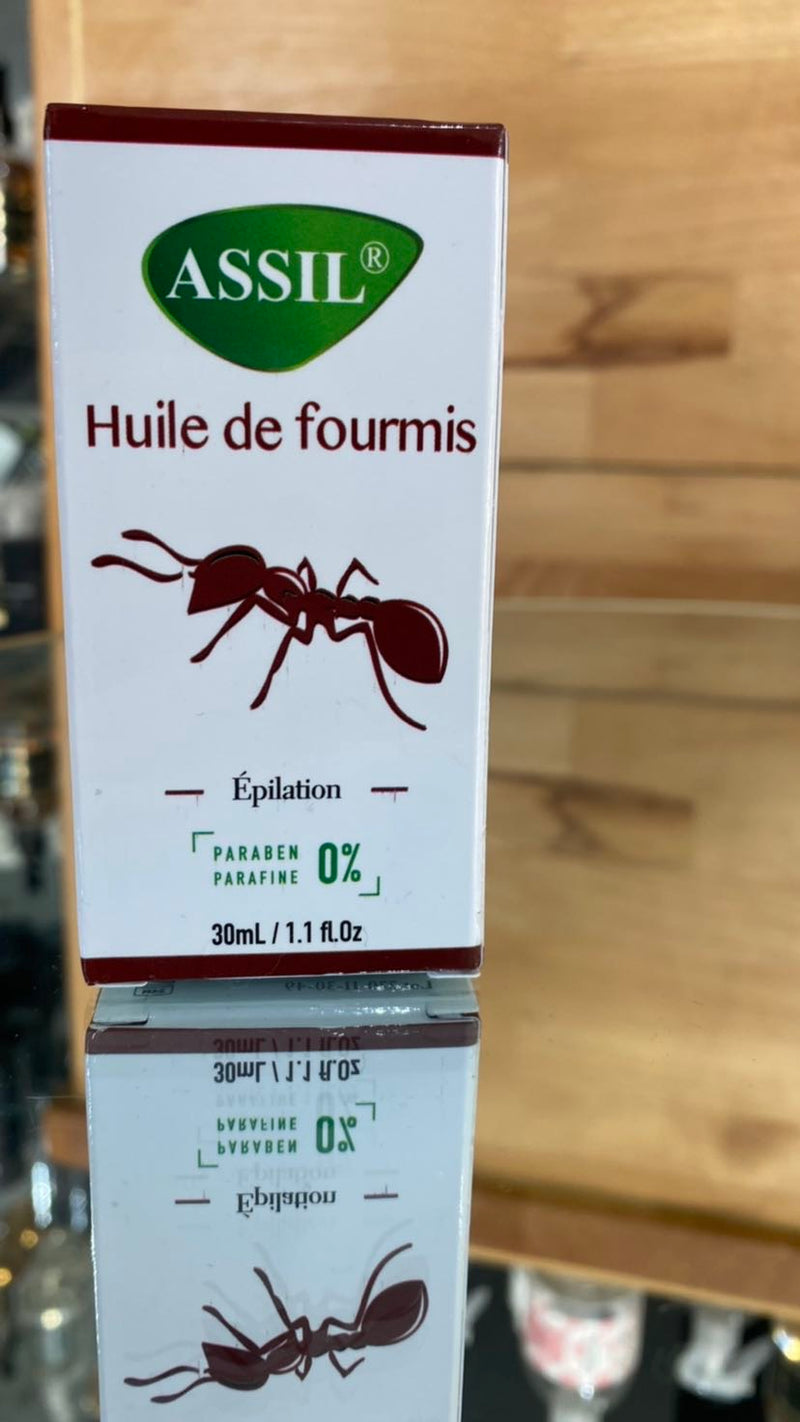 ASSIL®
Huile de fourmis
Épilation
PARABEN
PARAFINE
0%
30mL / 1.1 fl.Oz